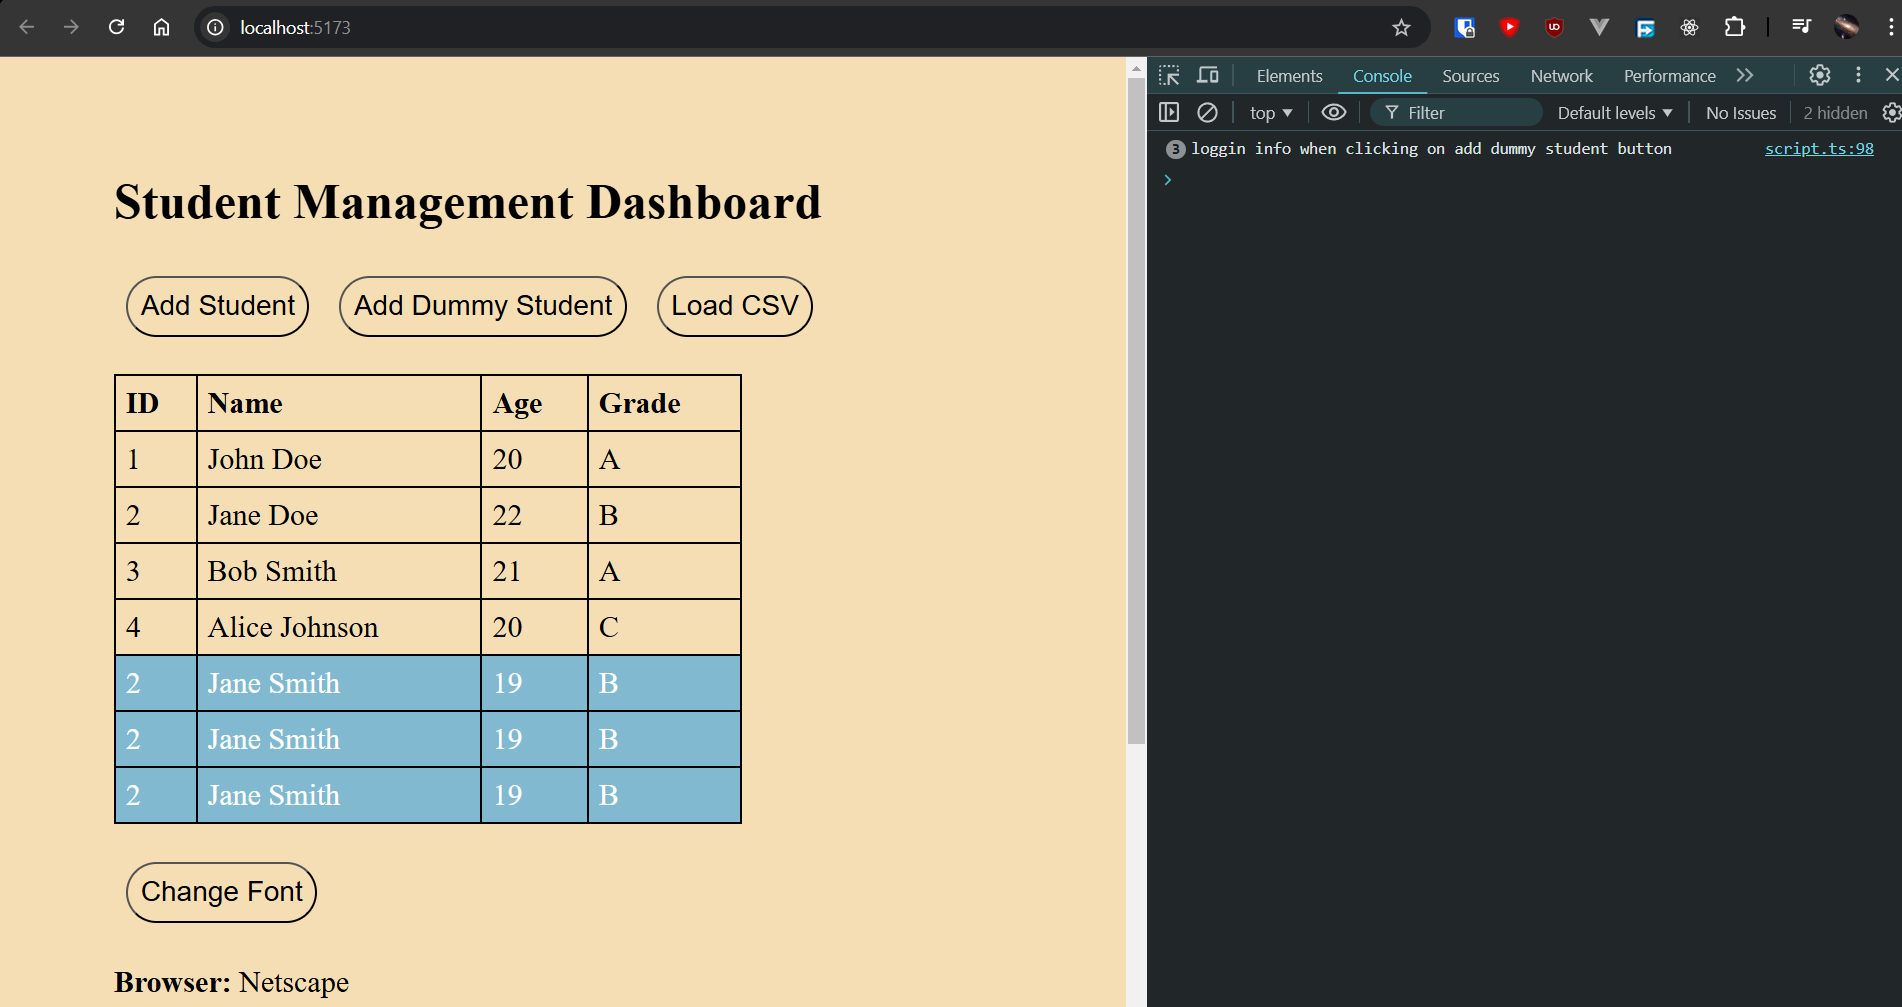 localhost:5173
Elements Console Sources Network Performance
top Filter Default levels No Issues 2 hidden
3 loggin info when clicking on add dummy student button script.ts:98
Student Management Dashboard
Add Student Add Dummy Student Load CSV
ID Name Age Grade
1 John Doe 20 A
2 Jane Doe 22 B
3 Bob Smith 21 A
4 Alice Johnson 20 C
2 Jane Smith 19 B
2 Jane Smith 19 B
2 Jane Smith 19 B
Change Font
Browser: Netscape